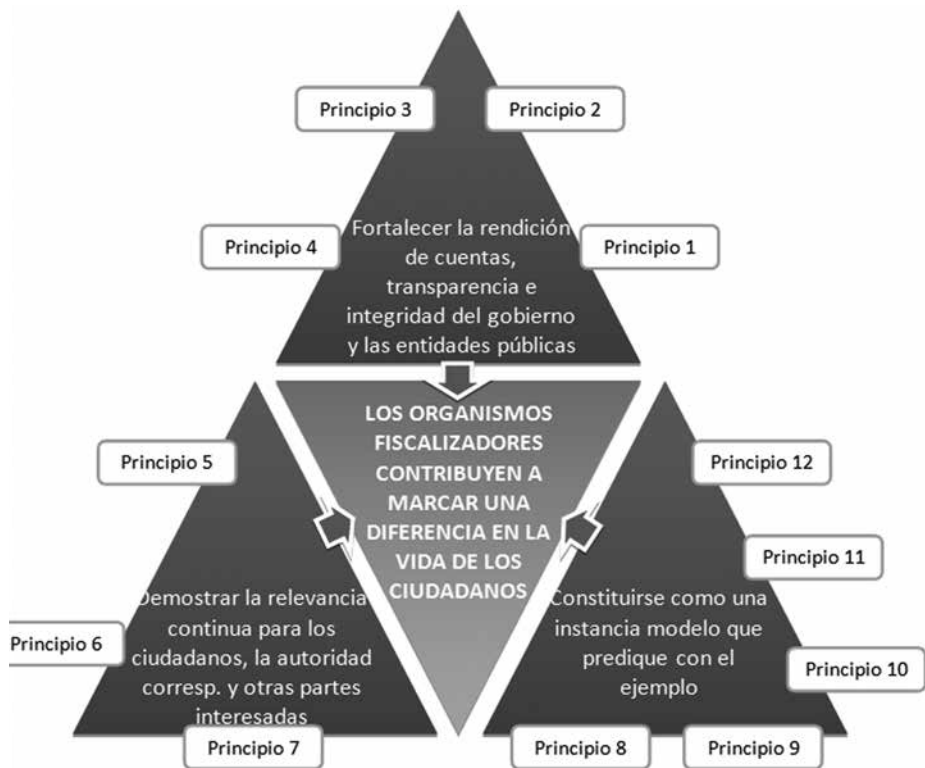 Principio 3
Principio 2
Principio 4
Principio 1
Fortalecer la rendición
de cuentas,
transparencia e
integridad del gobierno
y las entidades públicas
LOS ORGANISMOS
FISCALIZADORES
CONTRIBUYEN A
MARCAR UNA
DIFERENCIA EN LA
VIDA DE LOS
CIUDADANOS
Principio 5
Principio 6
Demostrar la relevancia
continua para los
ciudadanos, la autoridad
corresp. y otras partes
interesadas
Principio 7
Principio 12
Principio 11
Constituirse como una
instancia modelo que
predique con el
ejemplo
Principio 10
Principio 8
Principio 9